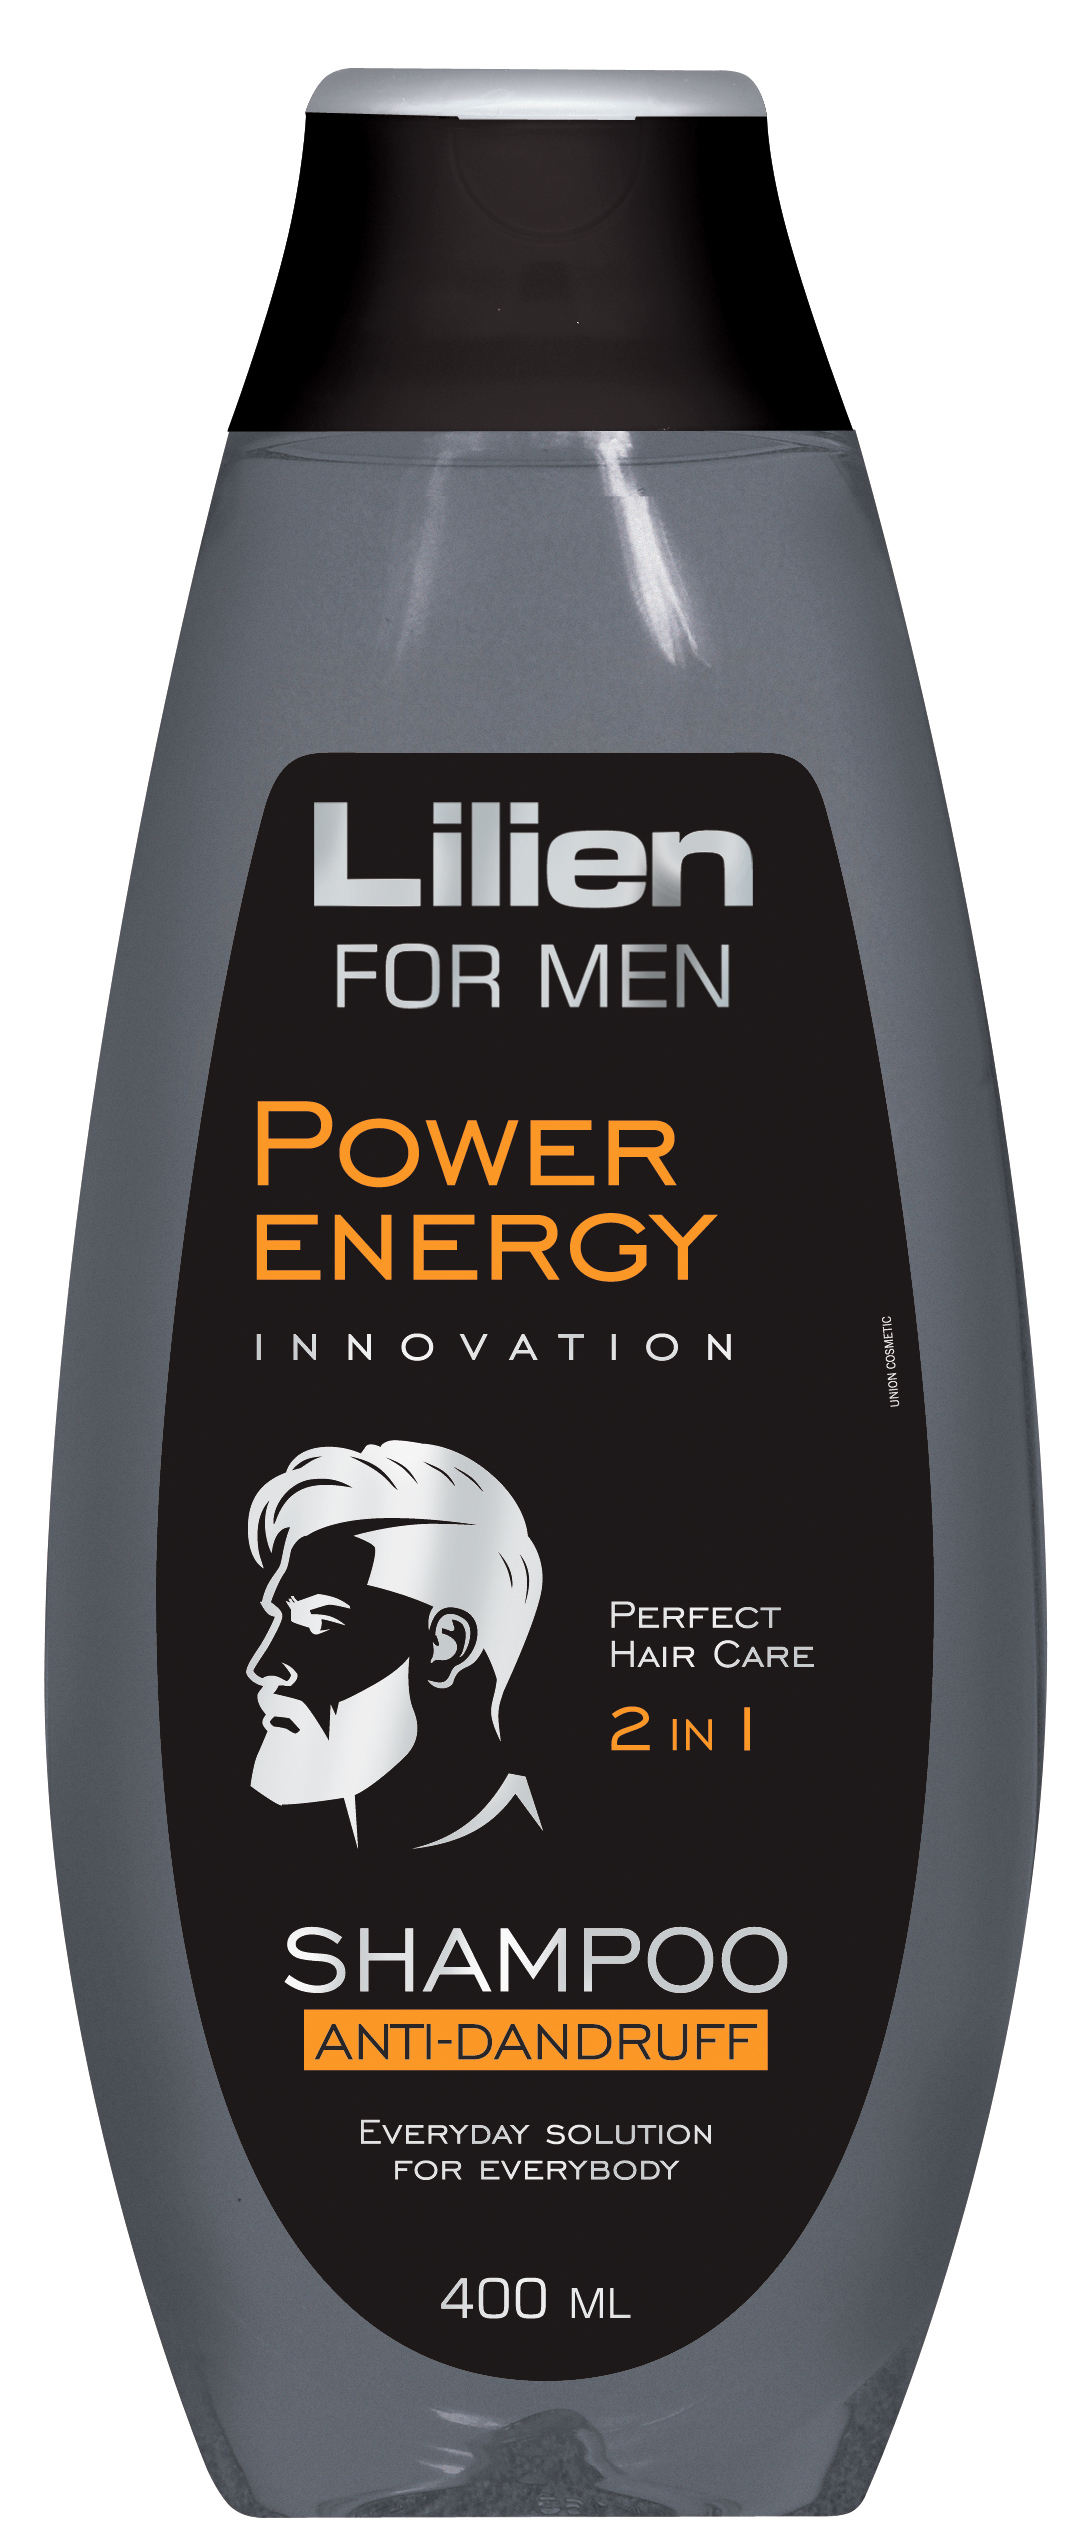 Lilien
FOR MEN
POWER
ENERGY
INNOVATION
UNION COSMETIC
PERFECT
HAIR CARE
2 IN 1
SHAMPOO
ANTI-DANDRUFF
EVERYDAY SOLUTION
FOR EVERYBODY
400 ML